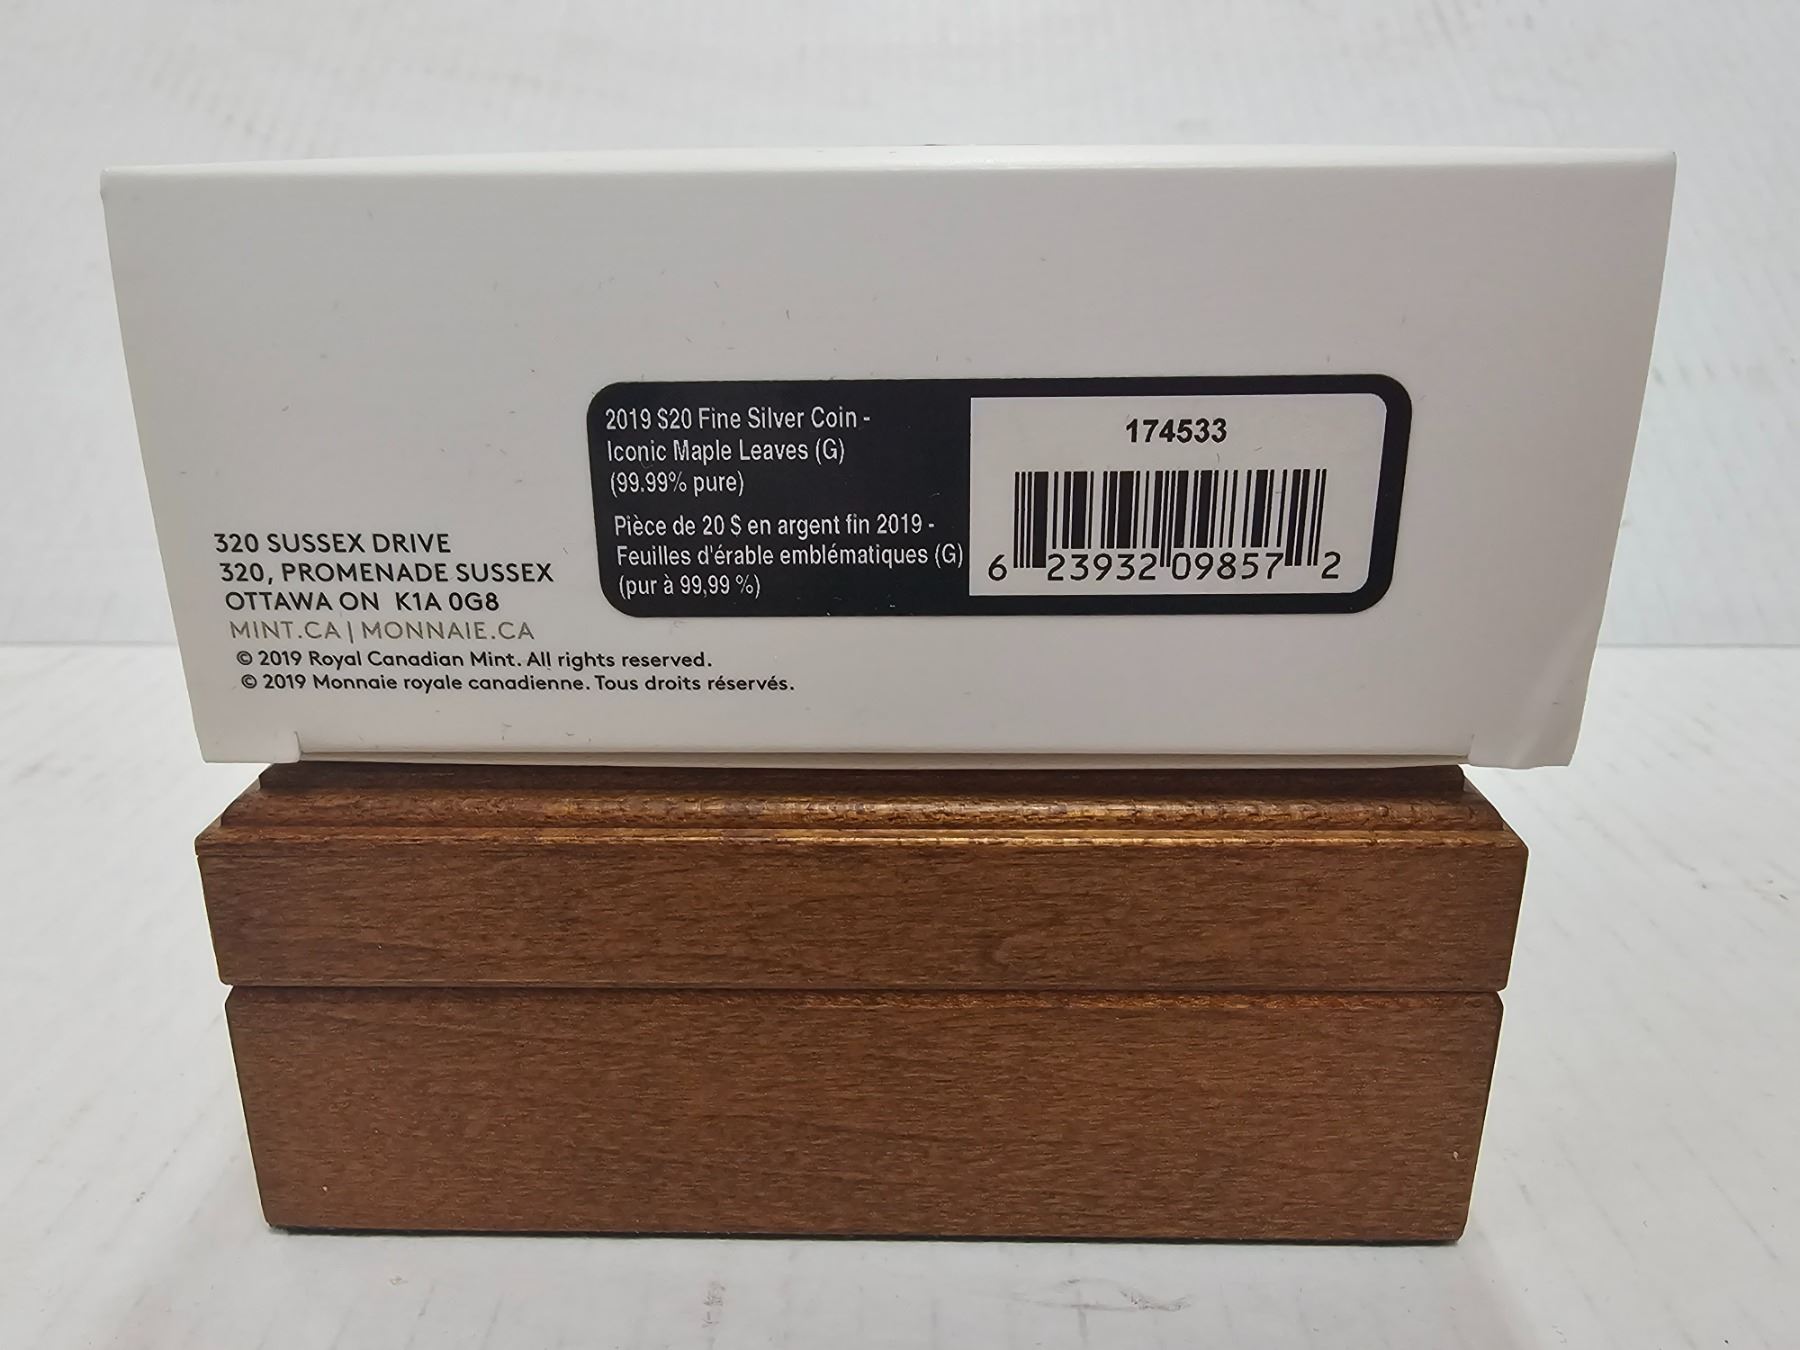 2019 $20 Fine Silver Coin -
Iconic Maple Leaves (G)
(99.99% pure)
Pièce de 20 $ en argent fin 2019 -
Feuilles d'érable emblématiques (G)
(pur à 99,99 %)
174533
6 23932 09857 2
320 SUSSEX DRIVE
320, PROMENADE SUSSEX
OTTAWA ON K1A 0G8
MINT.CA | MONNAIE.CA
© 2019 Royal Canadian Mint. All rights reserved.
© 2019 Monnaie royale canadienne. Tous droits réservés.